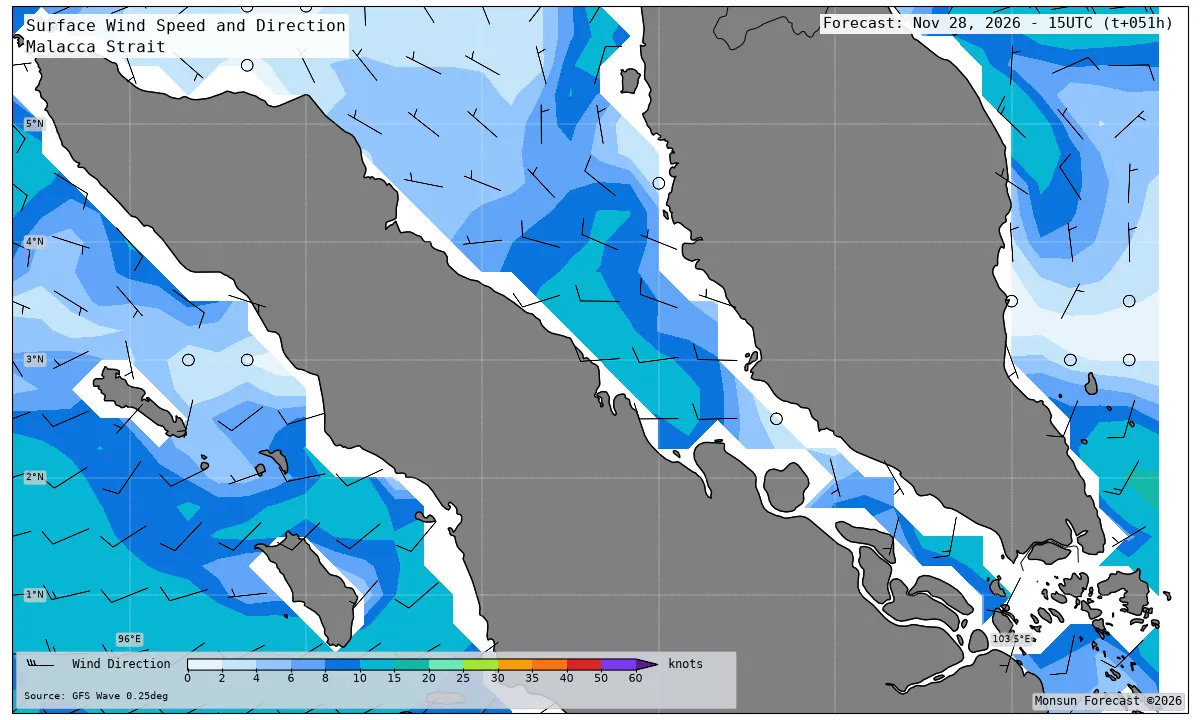 Surface Wind Speed and Direction
Malacca Strait
Forecast: Nov 28, 2026 - 15UTC (t+051h)
5°N
4°N
3°N
2°N
1°N
96°E
103.5°E
Wind Direction
0 2 4 6 8 10 15 20 25 30 35 40 50 60
knots
Source: GFS Wave 0.25deg
Monsun Forecast ©2026